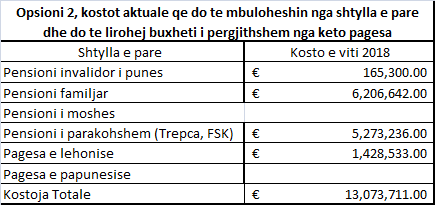 Opsioni 2, kostot aktuale qe do te mbuloheshin nga shtylla e pare
dhe do te lirohej buxheti i pergjithshem nga keto pagesa
Shtylla e pare Kosto e viti 2018
Pensioni invalidor i punes € 165,300.00
Pensioni familjar € 6,206,642.00
Pensioni i moshes
Pensioni i parakohshem (Trepca, FSK) € 5,273,236.00
Pagesa e lehonise € 1,428,533.00
Pagesa e papunesise
Kostoja Totale € 13,073,711.00